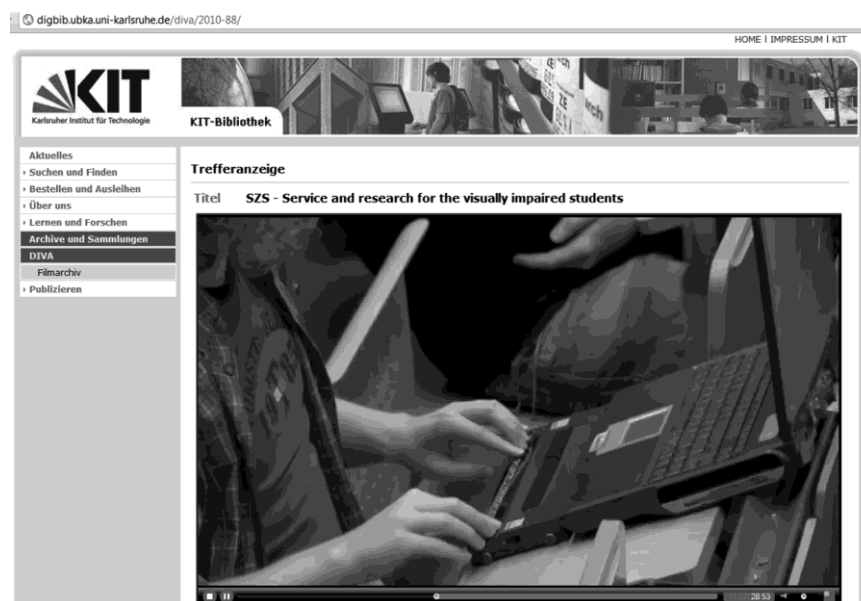 digbib.ubka.uni-karlsruhe.de/diva/2010-88/
HOME | IMPRESSUM | KIT
KIT
Karlsruher Institut für Technologie
KIT-Bibliothek
Aktuelles
Suchen und Finden
Bestellen und Ausleihen
Über uns
Lernen und Forschen
Archive und Sammlungen
DIVA
Filmarchiv
Publizieren
Trefferanzeige
Titel SZS - Service and research for the visually impaired students
28:53